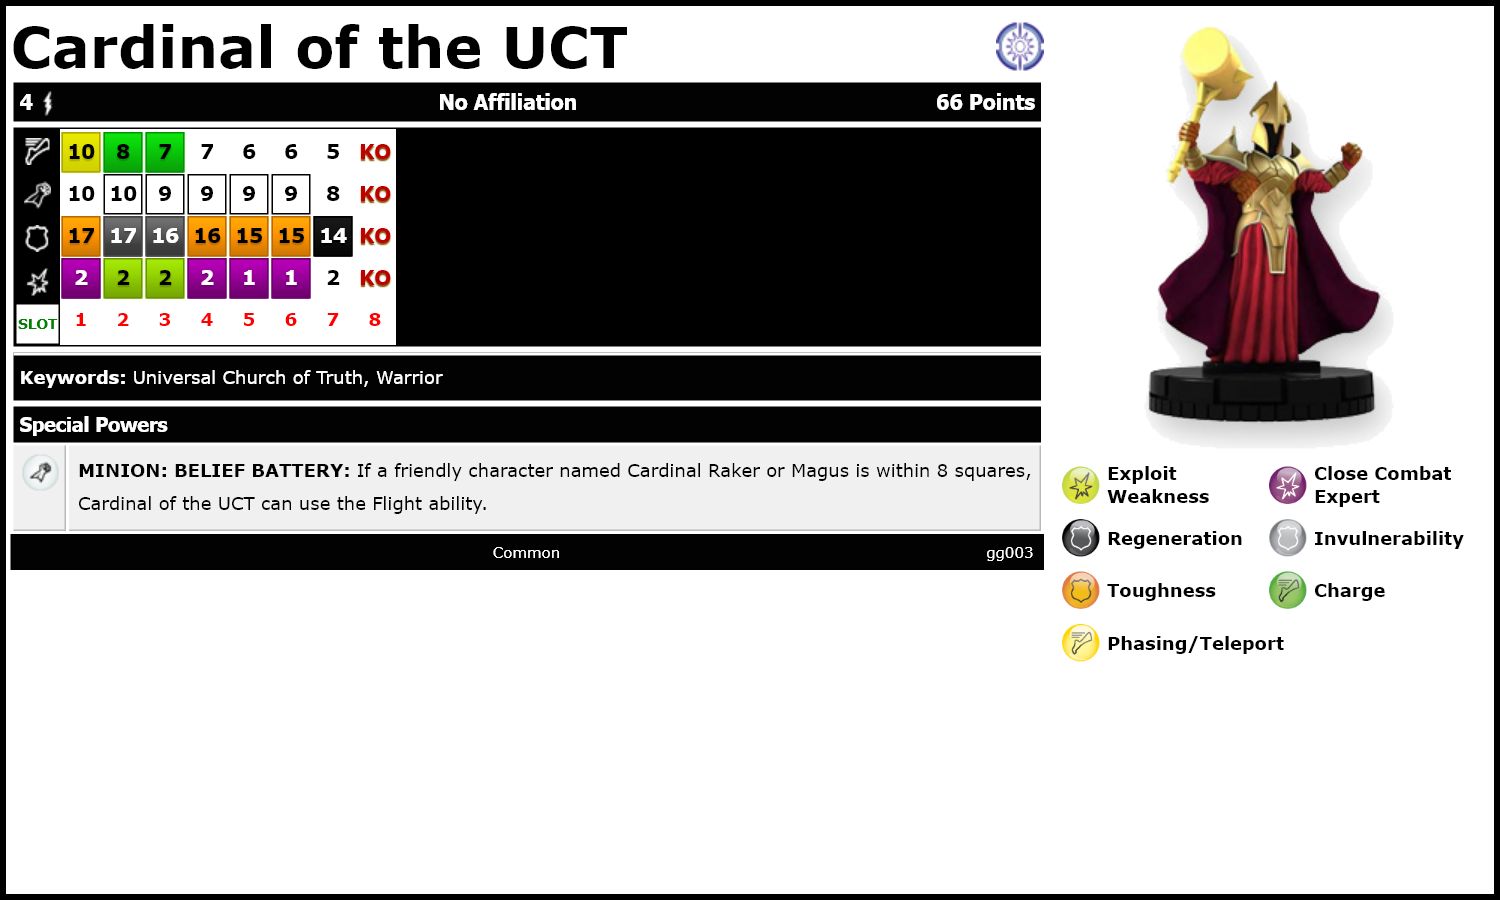 Cardinal of the UCT
4 No Affiliation 66 Points
10 8 7 7 6 6 5 KO
10 10 9 9 9 9 8 KO
17 17 16 16 15 15 14 KO
2 2 2 2 1 1 2 KO
SLOT 1 2 3 4 5 6 7 8
Keywords: Universal Church of Truth, Warrior
Special Powers
MINION: BELIEF BATTERY: If a friendly character named Cardinal Raker or Magus is within 8 squares,
Cardinal of the UCT can use the Flight ability.
Common gg003
Exploit
Weakness
Close Combat
Expert
Regeneration
Invulnerability
Toughness
Charge
Phasing/Teleport